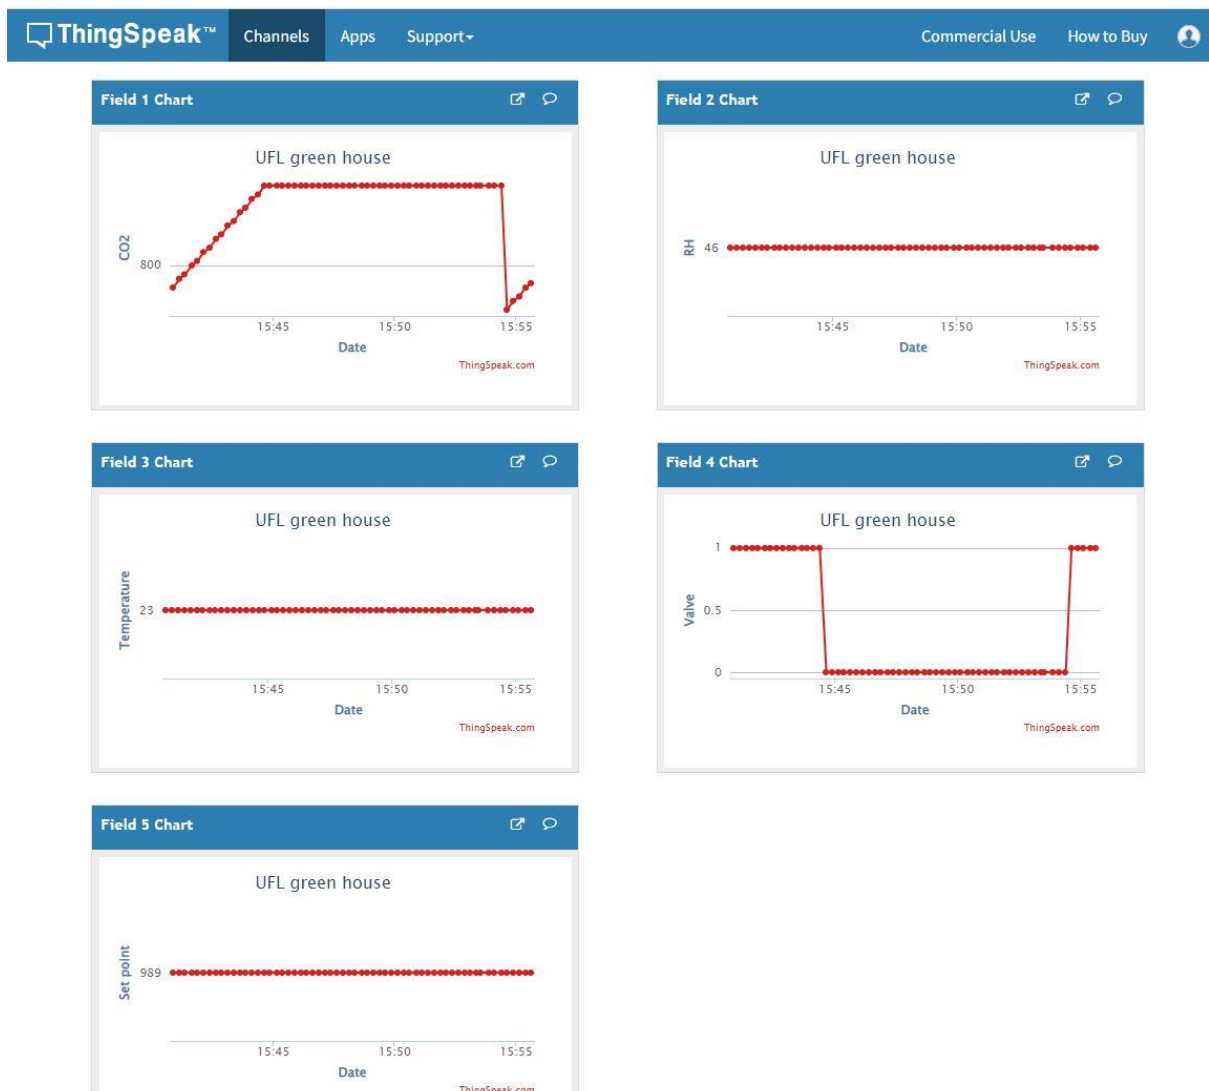 ThingSpeak™ Channels Apps Support Commercial Use How to Buy
Field 1 Chart
UFL green house
CO2
800
15:45 15:50 15:55
Date
ThingSpeak.com
Field 2 Chart
UFL green house
RH
46
15:45 15:50 15:55
Date
ThingSpeak.com
Field 3 Chart
UFL green house
Temperature
23
15:45 15:50 15:55
Date
ThingSpeak.com
Field 4 Chart
UFL green house
Valve
1
0.5
0
15:45 15:50 15:55
Date
ThingSpeak.com
Field 5 Chart
UFL green house
Set point
989
15:45 15:50 15:55
Date
ThingSpeak.com